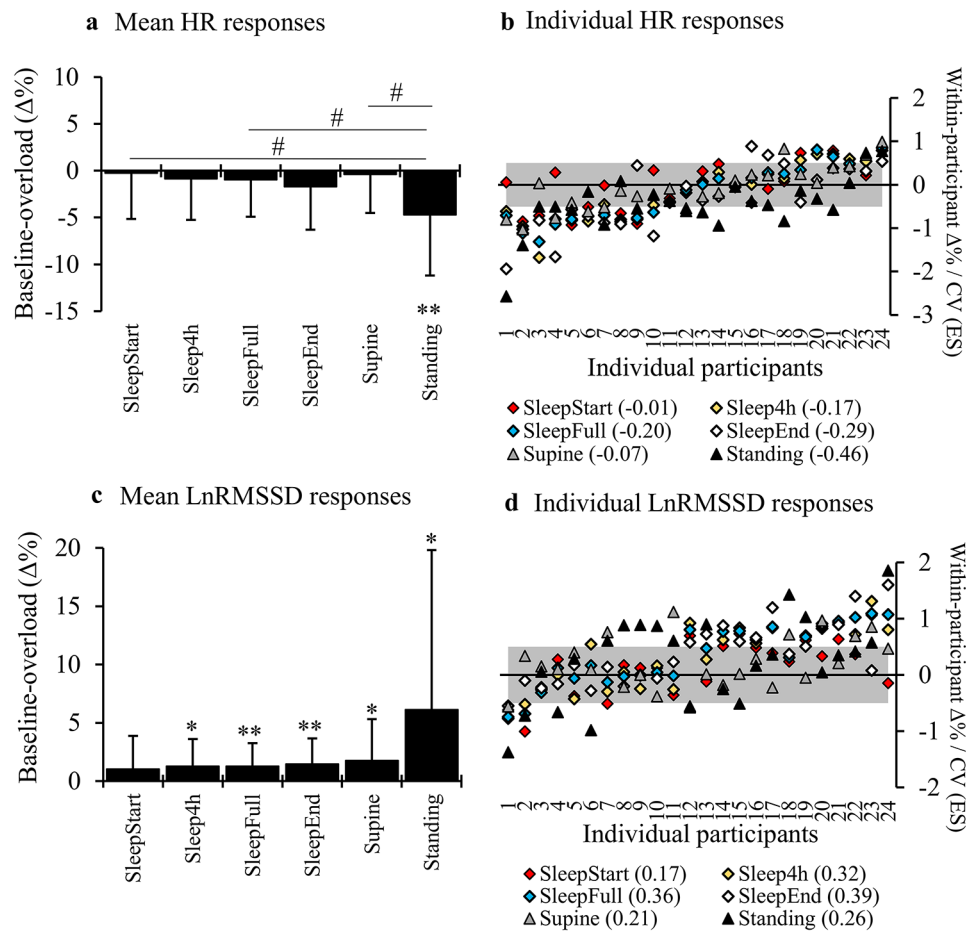 a Mean HR responses
Baseline-overload (Δ%)
10
5
0
-5
-10
-15
#
#
#
**
SleepStart
Sleep4h
SleepFull
SleepEnd
Supine
Standing
b Individual HR responses
2
1
0
-1
-2
-3
Within-participant Δ% / CV (ES)
1 2 3 4 5 6 7 8 9 10 11 12 13 14 15 16 17 18 19 20 21 22 23 24
Individual participants
SleepStart (-0.01) Sleep4h (-0.17)
SleepFull (-0.20) SleepEnd (-0.29)
Supine (-0.07) Standing (-0.46)
c Mean LnRMSSD responses
Baseline-overload (Δ%)
20
15
10
5
0
* ** ** * *
SleepStart
Sleep4h
SleepFull
SleepEnd
Supine
Standing
d Individual LnRMSSD responses
2
1
0
-1
-2
Within-participant Δ% / CV (ES)
1 2 3 4 5 6 7 8 9 10 11 12 13 14 15 16 17 18 19 20 21 22 23 24
Individual participants
SleepStart (0.17) Sleep4h (0.32)
SleepFull (0.36) SleepEnd (0.39)
Supine (0.21) Standing (0.26)